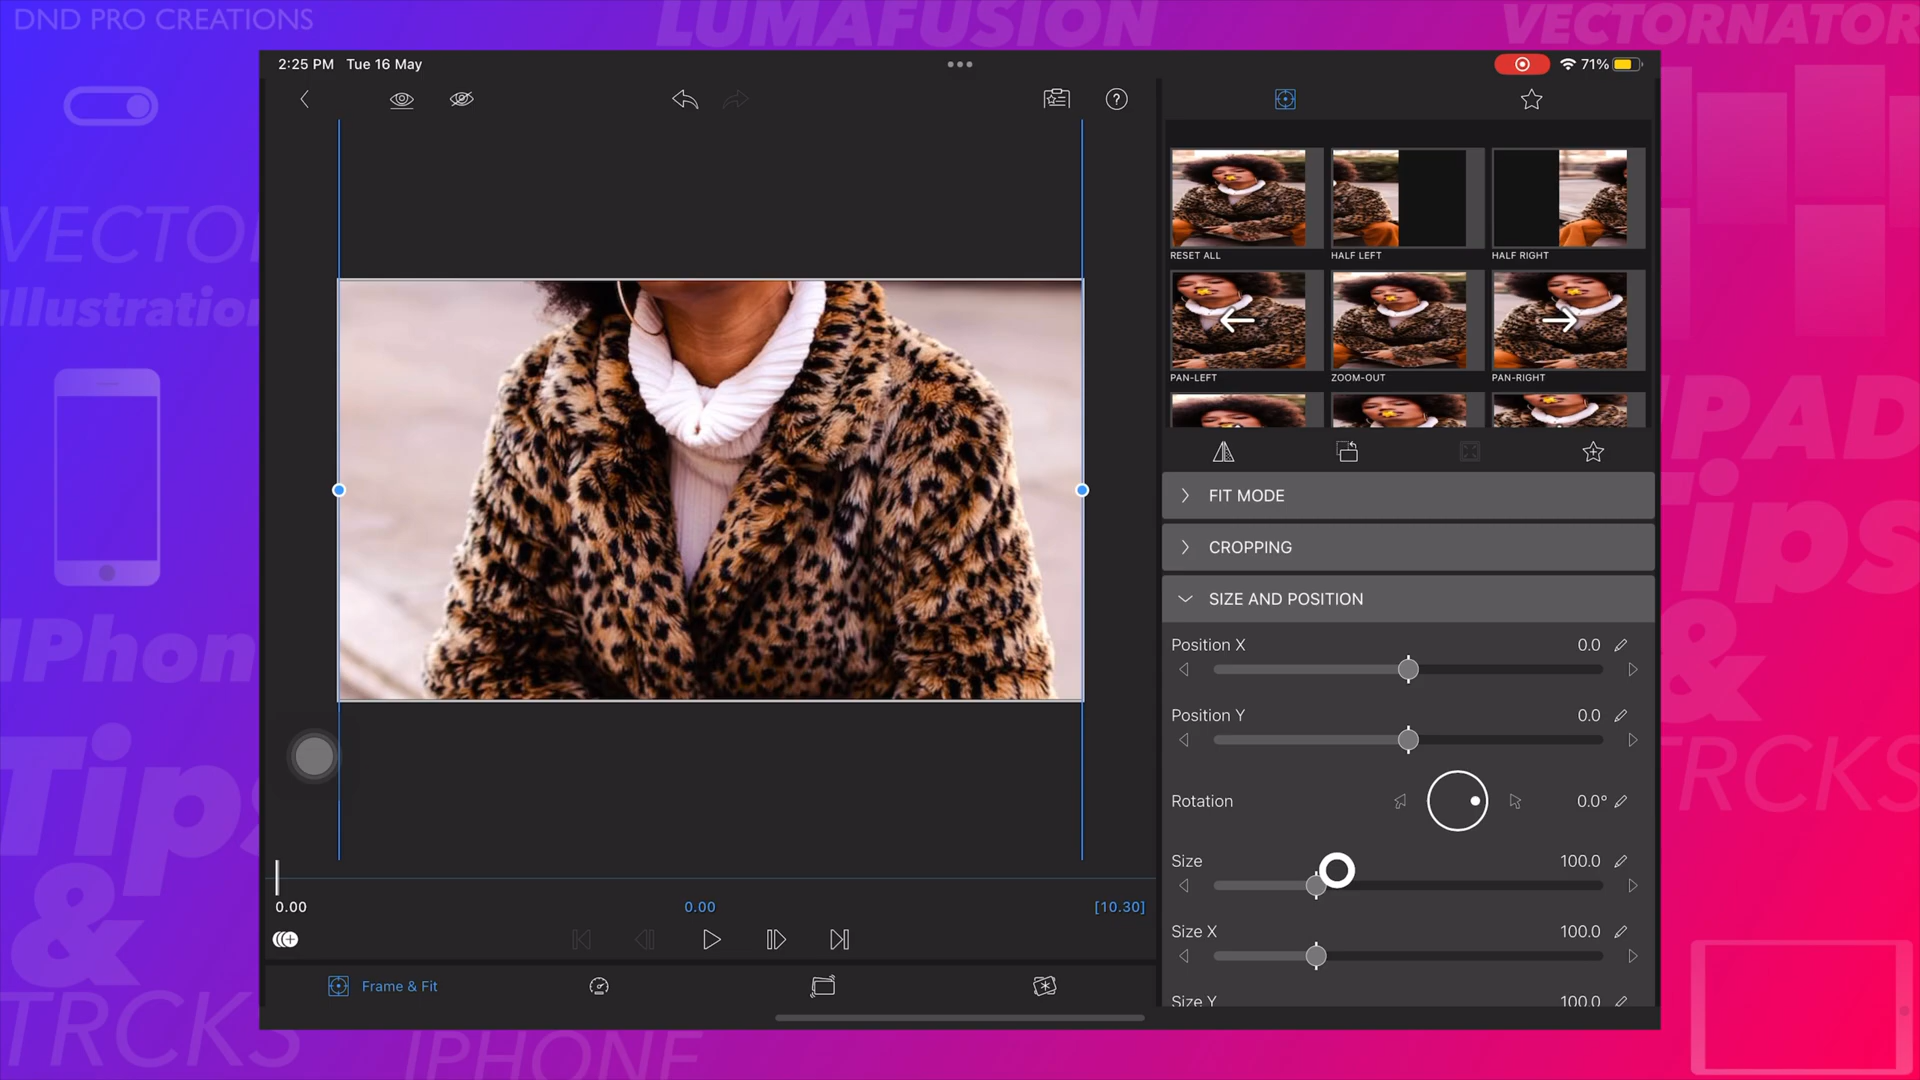 DND PRO CREATIONS
LUMAFUSION
VECTORNATOR
2:25 PM Tue 16 May
71%
RESET ALL
HALF LEFT
HALF RIGHT
PAN-LEFT
ZOOM-OUT
PAN-RIGHT
FIT MODE
CROPPING
SIZE AND POSITION
Position X
0.0
Position Y
0.0
Rotation
0.0°
Size
100.0
Size X
100.0
Size Y
100.0
0.00
0.00
[10.30]
Frame & Fit
VECTO
Illustration
IPhon
Tips
&
TRCKS
IPHONE
IPAD
Tips
&
TRCKS